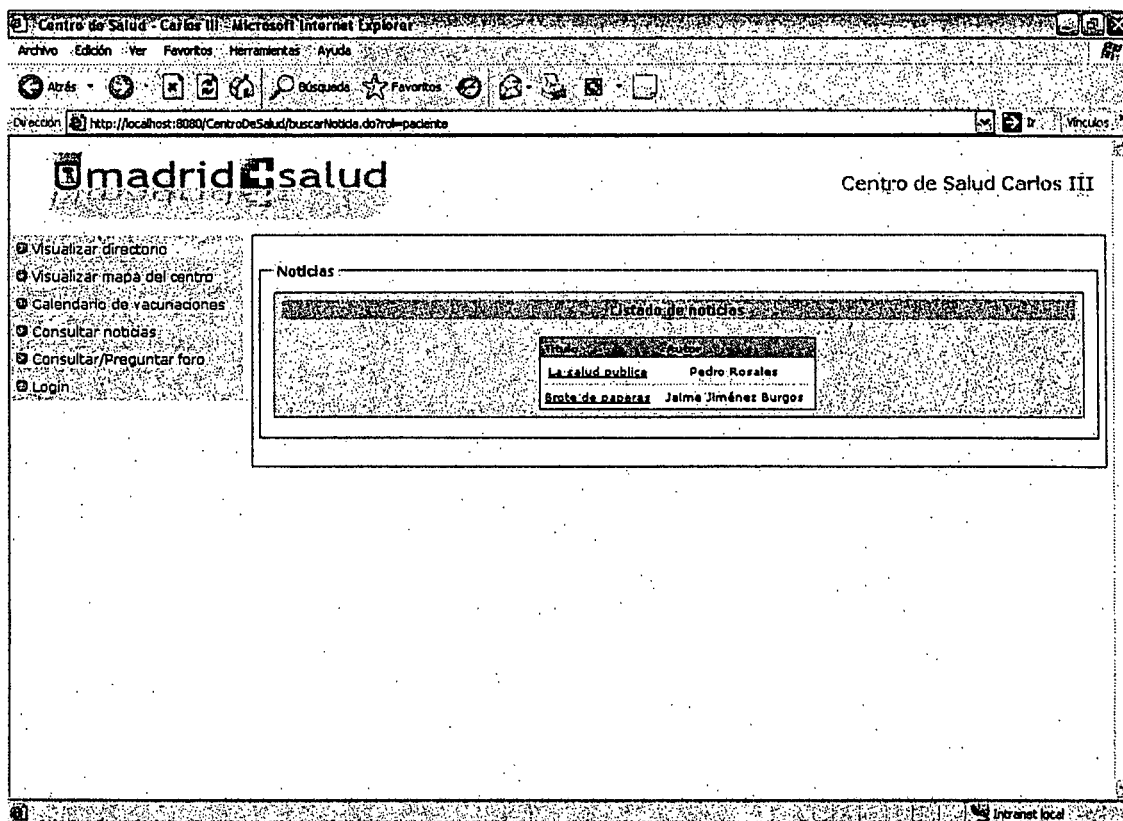 Centro de Salud - Carlos III - Microsoft Internet Explorer
Archivo Edición Ver Favoritos Herramientas Ayuda
Atrás Búsqueda Favoritos
Dirección http://localhost:8080/CentroDeSalud/buscarNoticia.do?rol=paciente Ir Vínculos
madrid salud
Centro de Salud Carlos III
Visualizar directorio
Visualizar mapa del centro
Calendario de vacunaciones
Consultar noticias
Consultar/Preguntar foro
Login
Noticias
Listado de noticias
Titulo Autor
La salud publica Pedro Rosales
Brote de paperas Jaime Jiménez Burgos
Intranet local